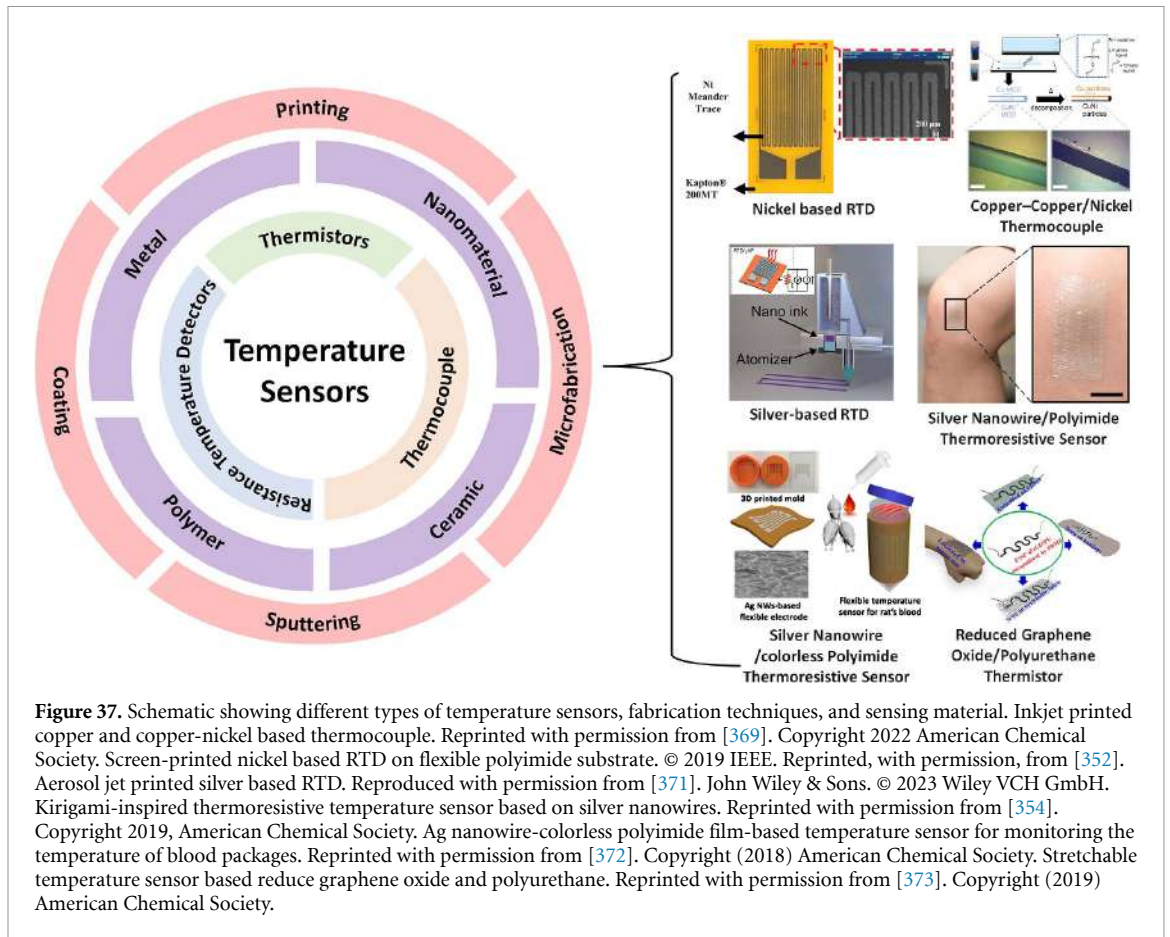 Printing
Nanomaterial
Metal
Thermistors
Resistance Temperature Detectors
Temperature
Sensors
Thermocouple
Coating
Microfabrication
Polymer
Ceramic
Sputtering
Ni
Meander
Trace
Kapton®
200MT
200 µm
Nickel based RTD
decomposition
CuNi
particles
Copper–Copper/Nickel
Thermocouple
Nano ink
Atomizer
Silver-based RTD
Silver Nanowire/Polyimide
Thermoresistive Sensor
3D printed mold
Ag NWs-based
flexible electrode
Flexible temperature
sensor for rat's blood
Silver Nanowire
/colorless Polyimide
Thermoresistive Sensor
Reduced Graphene
Oxide/Polyurethane
Thermistor
Figure 37. Schematic showing different types of temperature sensors, fabrication techniques, and sensing material. Inkjet printed
copper and copper-nickel based thermocouple. Reprinted with permission from [369]. Copyright 2022 American Chemical
Society. Screen-printed nickel based RTD on flexible polyimide substrate. © 2019 IEEE. Reprinted, with permission, from [352].
Aerosol jet printed silver based RTD. Reproduced with permission from [371]. John Wiley & Sons. © 2023 Wiley VCH GmbH.
Kirigami-inspired thermoresistive temperature sensor based on silver nanowires. Reprinted with permission from [354].
Copyright 2019, American Chemical Society. Ag nanowire-colorless polyimide film-based temperature sensor for monitoring the
temperature of blood packages. Reprinted with permission from [372]. Copyright (2018) American Chemical Society. Stretchable
temperature sensor based reduce graphene oxide and polyurethane. Reprinted with permission from [373]. Copyright (2019)
American Chemical Society.